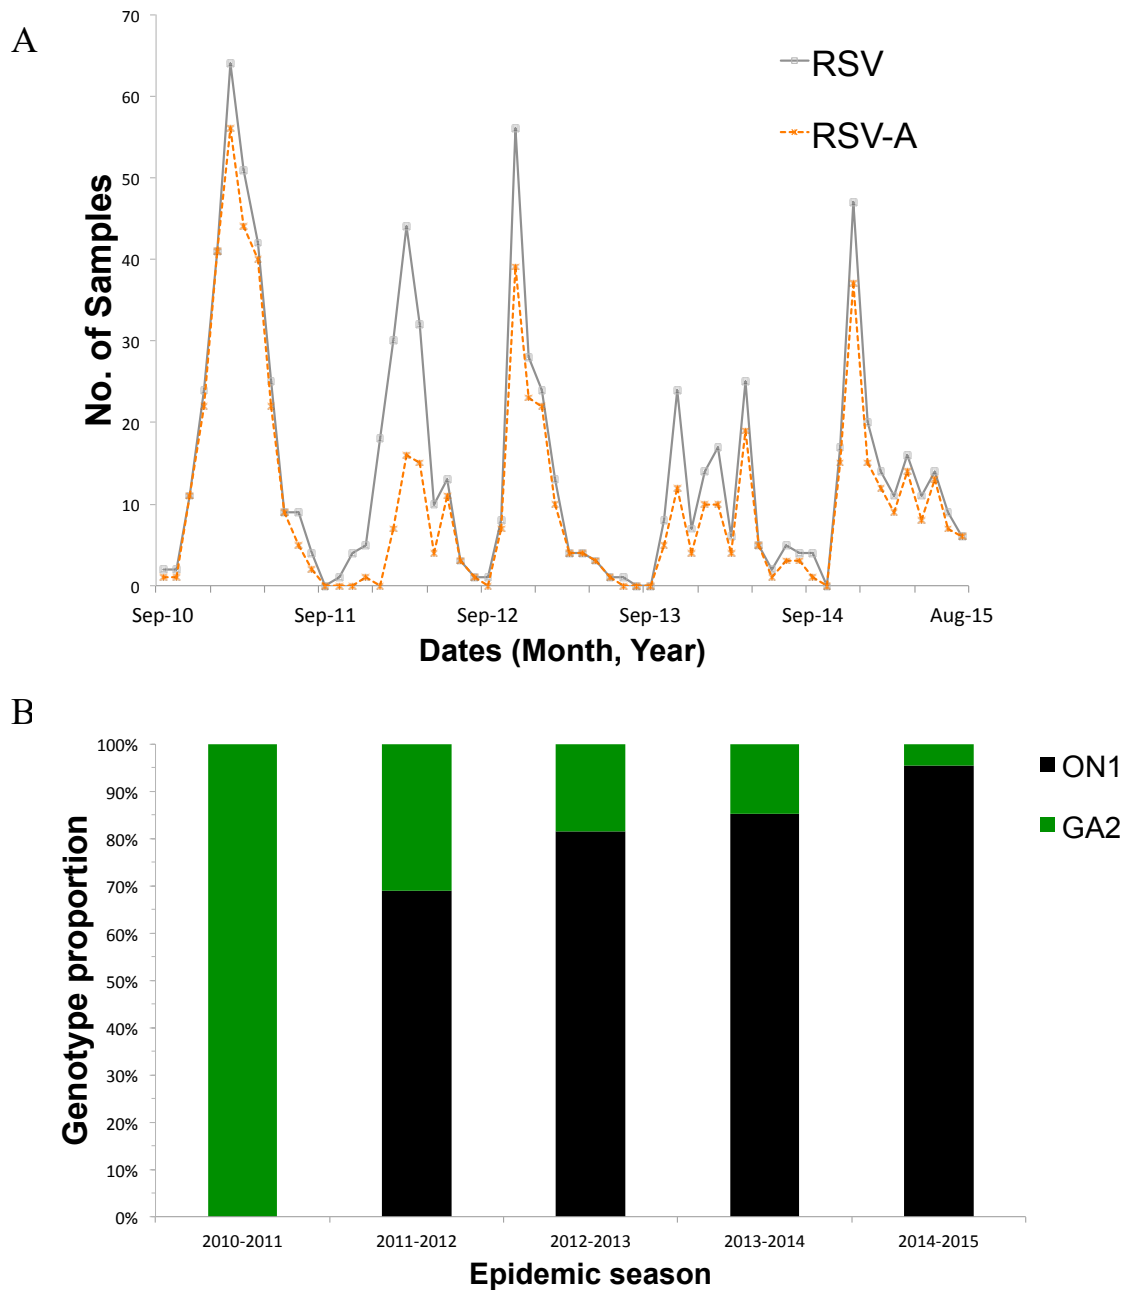 A
70
60
50
40
30
20
10
0
No. of Samples
RSV
RSV-A
Sep-10 Sep-11 Sep-12 Sep-13 Sep-14 Aug-15
Dates (Month, Year)
B
100%
90%
80%
70%
60%
50%
40%
30%
20%
10%
0%
Genotype proportion
ON1
GA2
2010-2011 2011-2012 2012-2013 2013-2014 2014-2015
Epidemic season